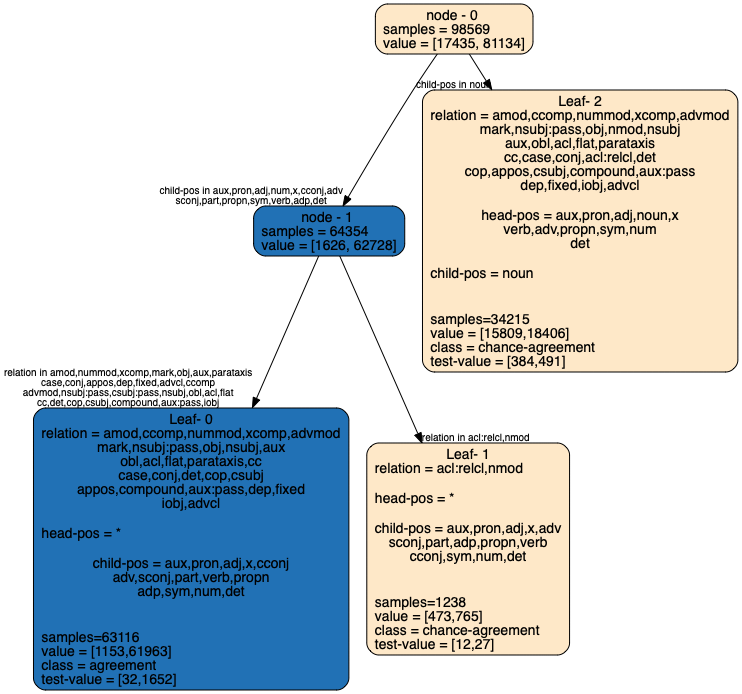 node - 0
samples = 98569
value = [17435, 81134]
child-pos in noun
Leaf- 2
relation = amod,ccomp,nummod,xcomp,advmod
mark,nsubj:pass,obj,nmod,nsubj
aux,obl,acl,flat,parataxis
cc,case,conj,acl:relcl,det
cop,appos,csubj,compound,aux:pass
dep,fixed,iobj,advcl
head-pos = aux,pron,adj,noun,x
verb,adv,propn,sym,num
det
child-pos = noun
samples=34215
value = [15809,18406]
class = chance-agreement
test-value = [384,491]
child-pos in aux,pron,adj,num,x,cconj,adv
sconj,part,propn,sym,verb,adp,det
node - 1
samples = 64354
value = [1626, 62728]
relation in amod,nummod,xcomp,mark,obj,aux,parataxis
case,conj,appos,dep,fixed,advcl,ccomp
advmod,nsubj:pass,csubj:pass,nsubj,obl,acl,flat
cc,det,cop,csubj,compound,aux:pass,iobj
Leaf- 0
relation = amod,ccomp,nummod,xcomp,advmod
mark,nsubj:pass,obj,nsubj,aux
obl,acl,flat,parataxis,cc
case,conj,det,cop,csubj
appos,compound,aux:pass,dep,fixed
iobj,advcl
head-pos = *
child-pos = aux,pron,adj,x,cconj
adv,sconj,part,verb,propn
adp,sym,num,det
samples=63116
value = [1153,61963]
class = agreement
test-value = [32,1652]
relation in acl:relcl,nmod
Leaf- 1
relation = acl:relcl,nmod
head-pos = *
child-pos = aux,pron,adj,x,adv
sconj,part,adp,propn,verb
cconj,sym,num,det
samples=1238
value = [473,765]
class = chance-agreement
test-value = [12,27]